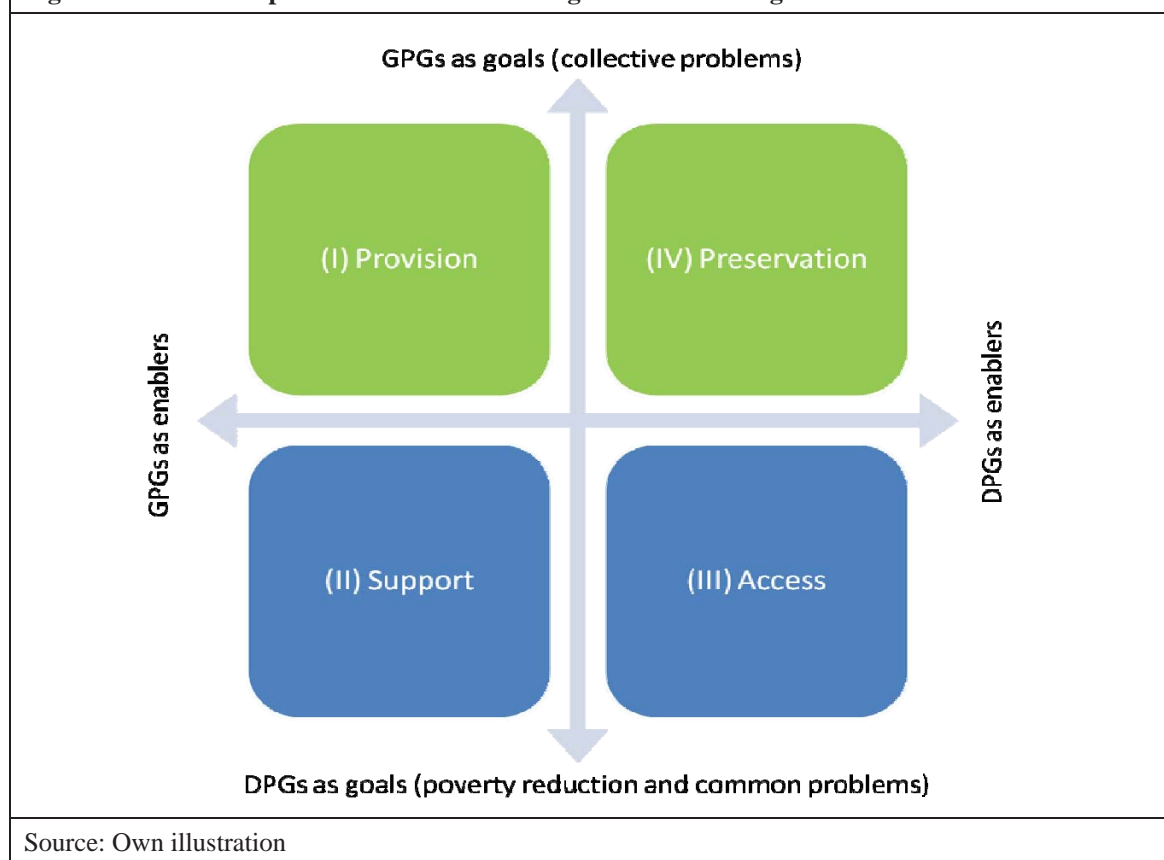 GPGs as goals (collective problems)
(I) Provision
(IV) Preservation
GPGs as enablers
DPGs as enablers
(II) Support
(III) Access
DPGs as goals (poverty reduction and common problems)
Source: Own illustration